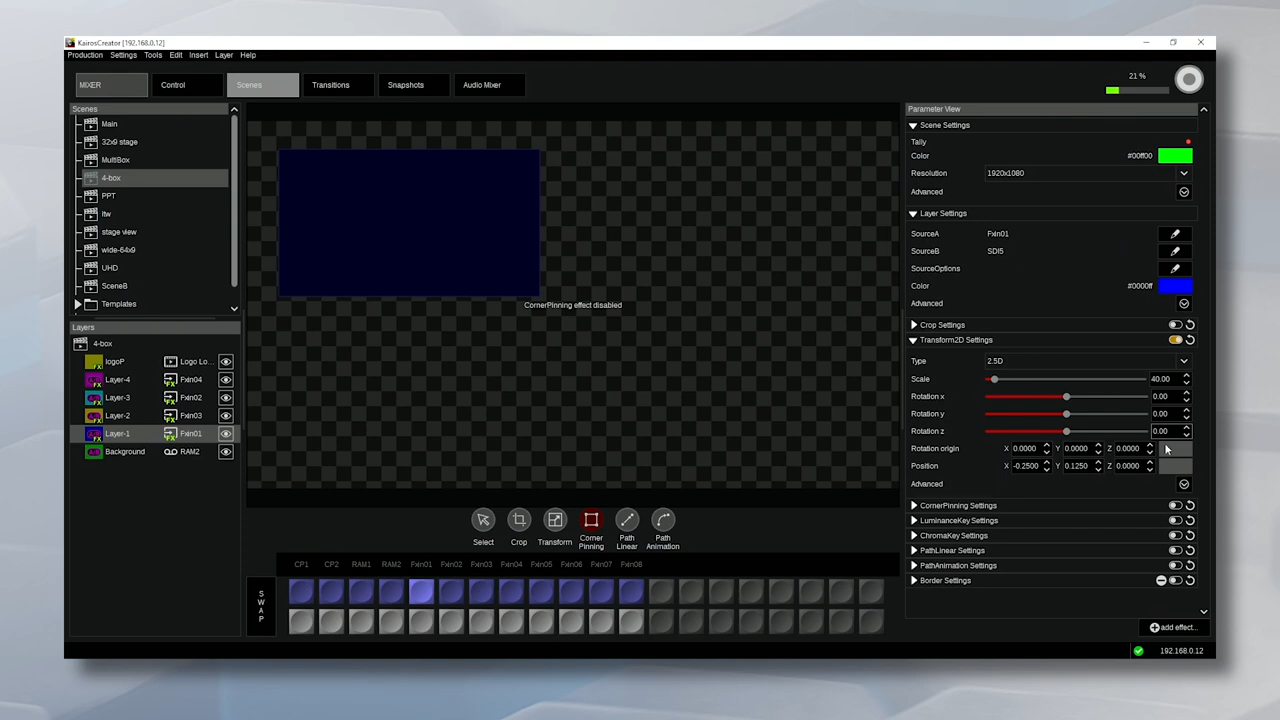 KairosCreator [192.168.0.12]
Production Settings Tools Edit Insert Layer Help
MIXER Control Scenes Transitions Snapshots Audio Mixer
21 %
Scenes
Main
32x9 stage
MultiBox
4-box
PPT
itw
stage view
wide-64x9
UHD
SceneB
Templates
Layers
4-box
logoP Logo Lo...
Layer-4 FxIn04
Layer-3 FxIn02
Layer-2 FxIn03
Layer-1 FxIn01
Background RAM2
CornerPinning effect disabled
Select Crop Transform Corner Pinning Path Linear Path Animation
CP1 CP2 RAM1 RAM2 FxIn01 FxIn02 FxIn03 FxIn04 FxIn05 FxIn06 FxIn07 FxIn08
SWAP
Parameter View
Scene Settings
Tally
Color #00ff00
Resolution 1920x1080
Advanced
Layer Settings
SourceA FxIn01
SourceB SDI5
SourceOptions
Color #0000ff
Advanced
Crop Settings
Transform2D Settings
Type 2.5D
Scale 40.00
Rotation x 0.00
Rotation y 0.00
Rotation z 0.00
Rotation origin X 0.0000 Y 0.0000 Z 0.0000
Position X -0.2500 Y 0.1250 Z 0.0000
Advanced
CornerPinning Settings
LuminanceKey Settings
ChromaKey Settings
PathLinear Settings
PathAnimation Settings
Border Settings
add effect...
192.168.0.12